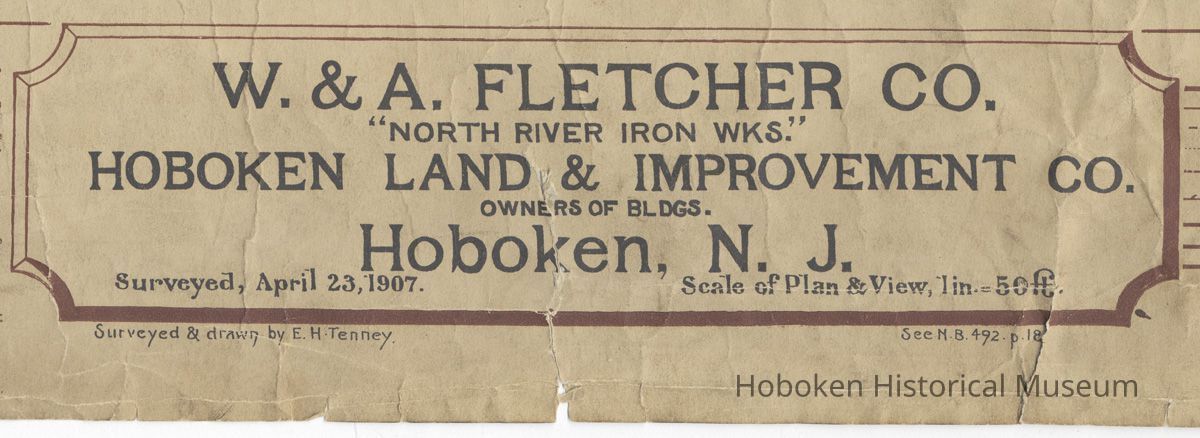 W. & A. FLETCHER CO.
"NORTH RIVER IRON WKS."
HOBOKEN LAND & IMPROVEMENT CO.
OWNERS OF BLDGS.
Hoboken, N. J.
Surveyed, April 23, 1907. Scale of Plan & View, 1in.=50ft.
Surveyed & drawn by E. H. Tenney. See N.B. 492. p. 18
Hoboken Historical Museum